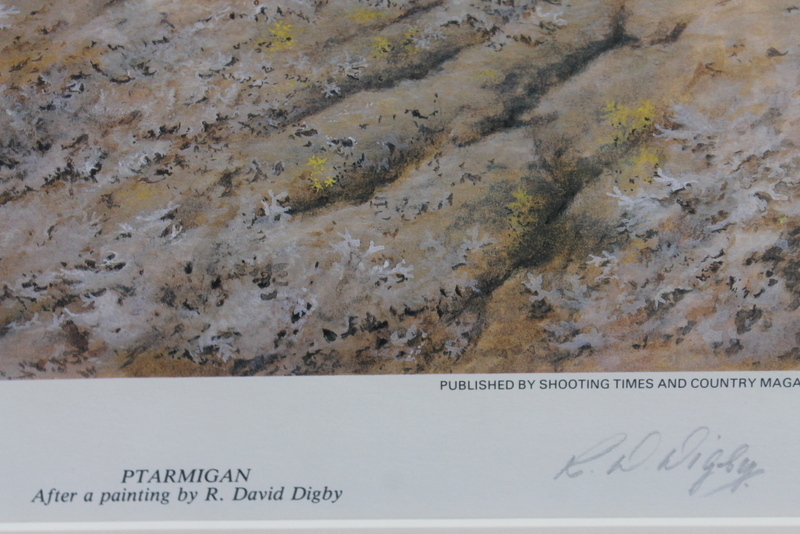 PUBLISHED BY SHOOTING TIMES AND COUNTRY MAGA
PTARMIGAN
After a painting by R. David Digby
R. D Digby